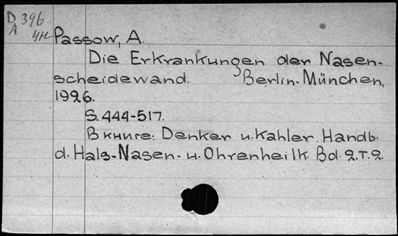 D 396
A 4н
Passow, A.
Die Erkrankungen der Nasen-
scheidewand. Berlin-München,
1926.
S. 444-517.
В книге: Denker u. Kahler. Handb.
d. Hals-Nasen- u. Ohrenheilk. Bd. 2. т. 2.